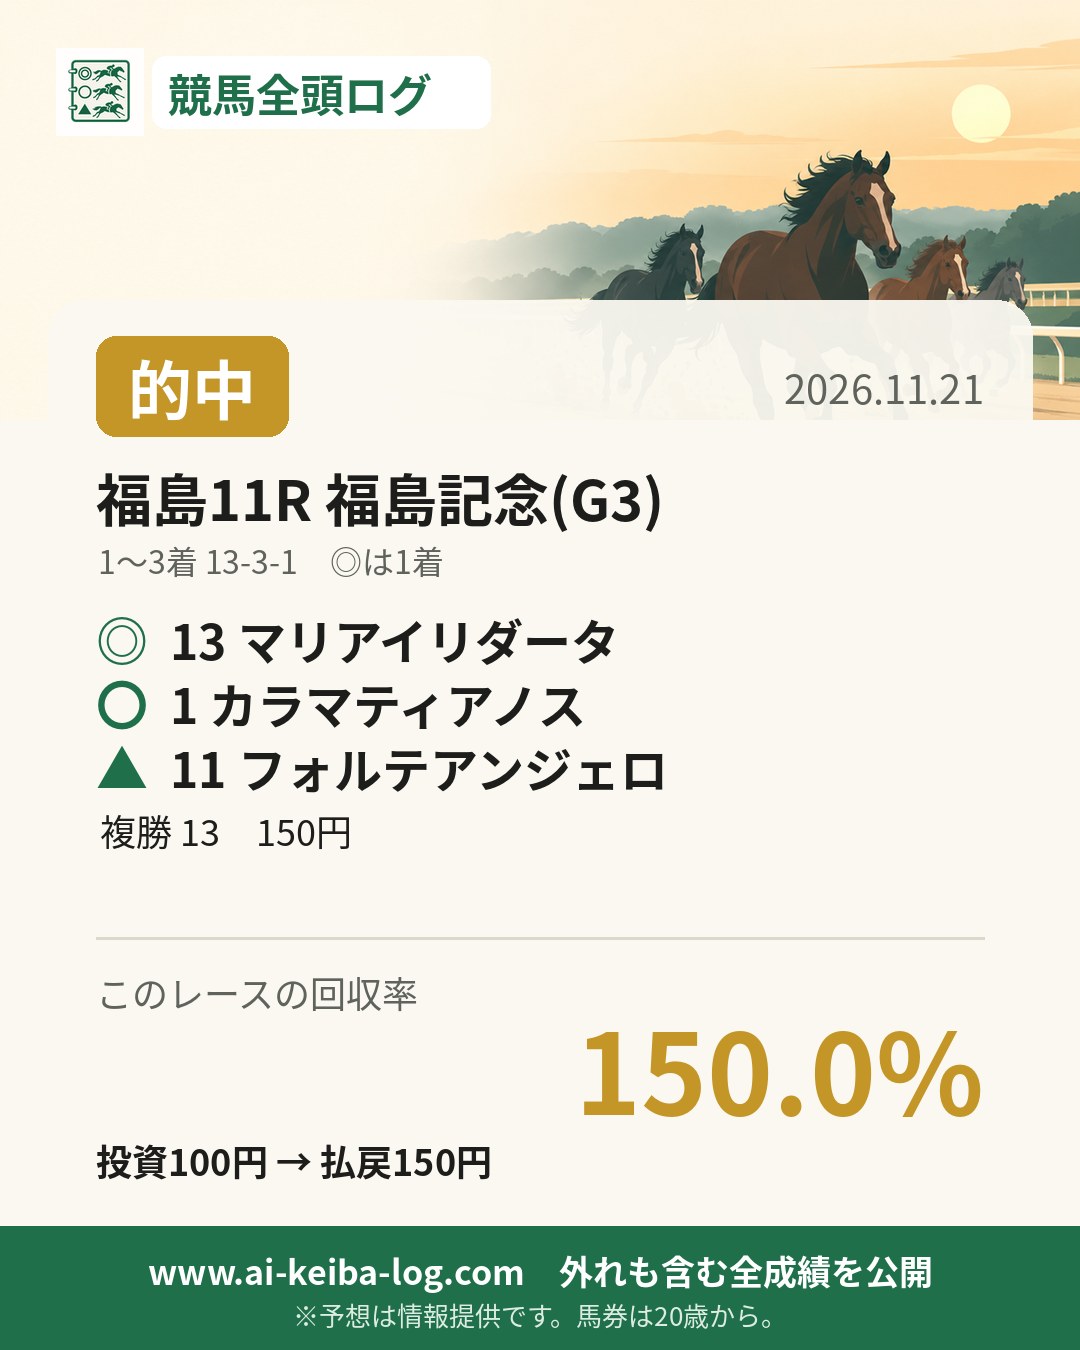 競馬全頭ログ
的中
2026.11.21
福島11R 福島記念(G3)
1〜3着 13-3-1 ◎は1着
◎ 13 マリアイリダータ
○ 1 カラマティアノス
▲ 11 フォルテアンジェロ
複勝 13 150円
このレースの回収率
150.0%
投資100円 → 払戻150円
www.ai-keiba-log.com 外れも含む全成績を公開
※予想は情報提供です。馬券は20歳から。